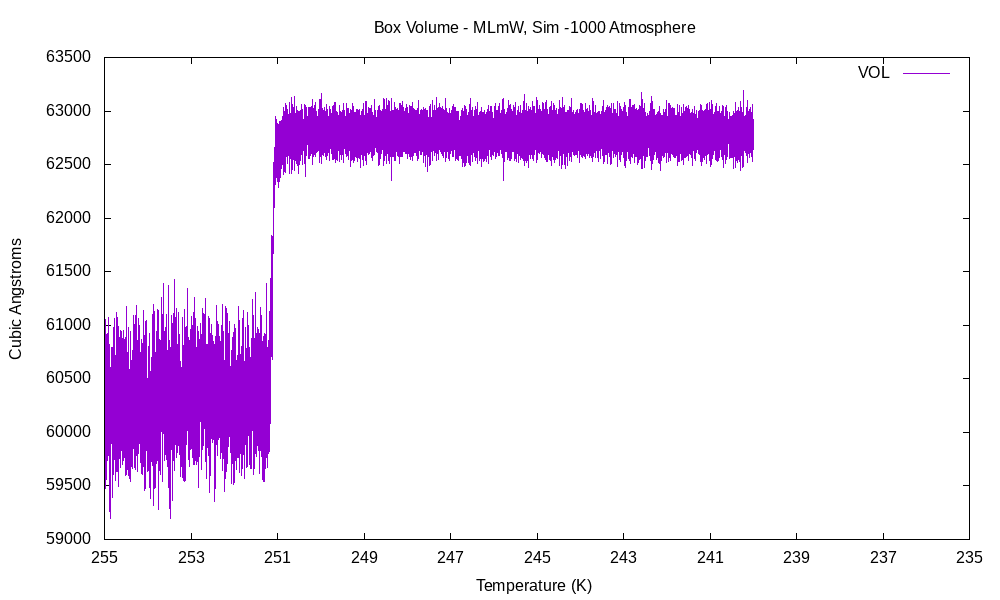 Box Volume - MLmW, Sim -1000 Atmosphere
VOL
63500
63000
62500
62000
61500
61000
60500
60000
59500
59000
Cubic Angstroms
255 253 251 249 247 245 243 241 239 237 235
Temperature (K)